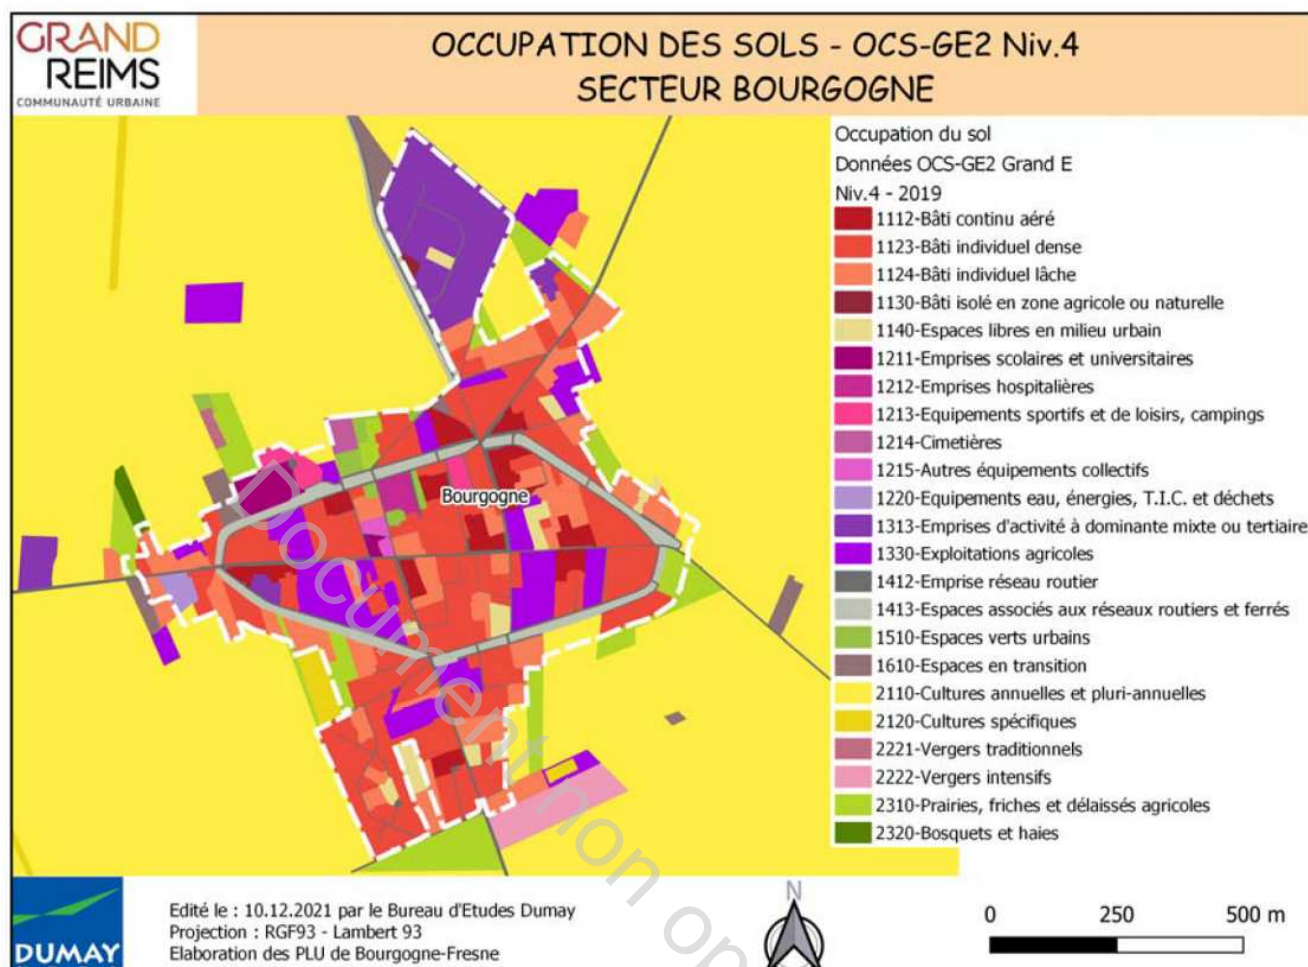 GRAND
REIMS
COMMUNAUTÉ URBAINE
OCCUPATION DES SOLS - OCS-GE2 Niv.4
SECTEUR BOURGOGNE
Occupation du sol
Données OCS-GE2 Grand E
Niv.4 - 2019
1112-Bâti continu aéré
1123-Bâti individuel dense
1124-Bâti individuel lâche
1130-Bâti isolé en zone agricole ou naturelle
1140-Espaces libres en milieu urbain
1211-Emprises scolaires et universitaires
1212-Emprises hospitalières
1213-Equipements sportifs et de loisirs, campings
1214-Cimetières
1215-Autres équipements collectifs
1220-Equipements eau, énergies, T.I.C. et déchets
1313-Emprises d'activité à dominante mixte ou tertiaire
1330-Exploitations agricoles
1412-Emprise réseau routier
1413-Espaces associés aux réseaux routiers et ferrés
1510-Espaces verts urbains
1610-Espaces en transition
2110-Cultures annuelles et pluri-annuelles
2120-Cultures spécifiques
2221-Vergers traditionnels
2222-Vergers intensifs
2310-Prairies, friches et délaissés agricoles
2320-Bosquets et haies
Bourgogne
Document non op
DUMAY
Edité le : 10.12.2021 par le Bureau d'Etudes Dumay
Projection : RGF93 - Lambert 93
Elaboration des PLU de Bourgogne-Fresne
N
0 250 500 m